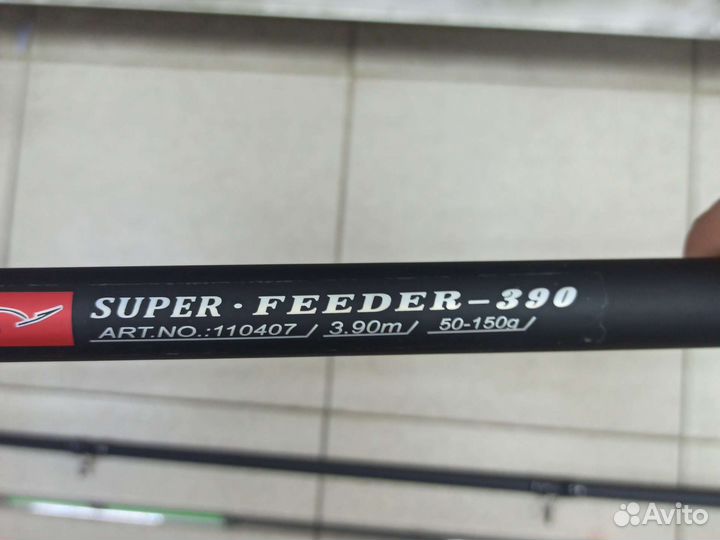 SUPER · FEEDER-390
ART.NO.:110407 / 3.90m / 50-150g /
Avito